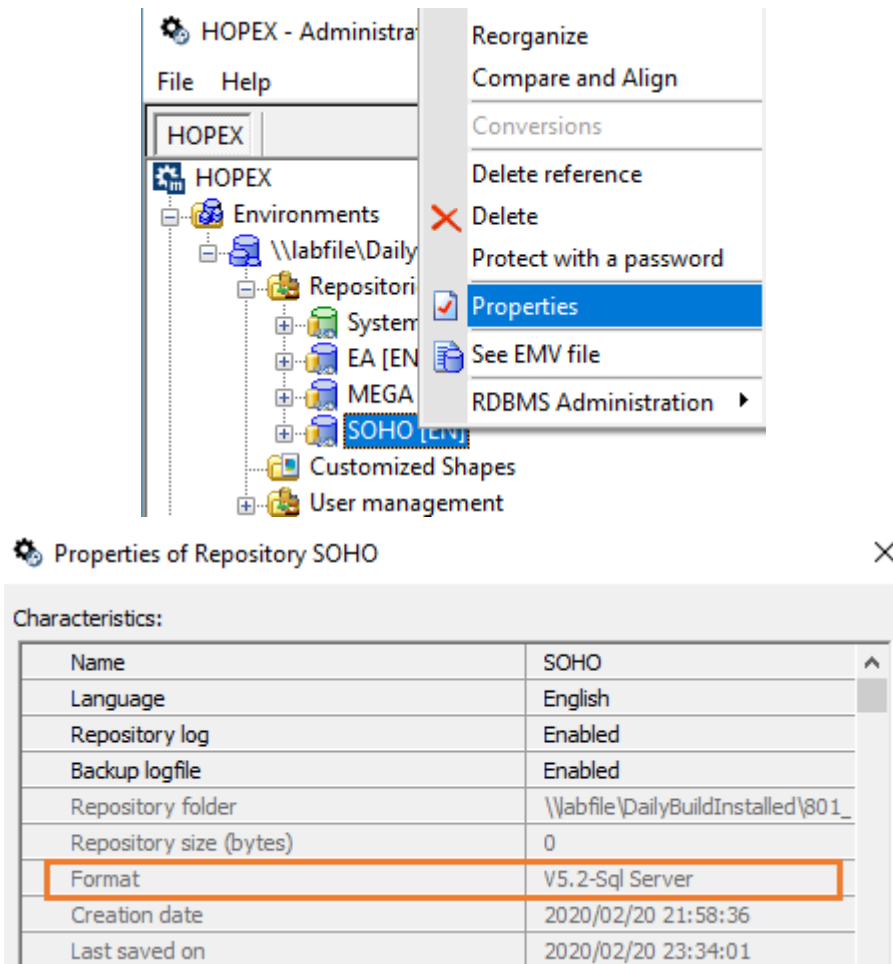 HOPEX - Administra
File Help
HOPEX
HOPEX
Environments
\\labfile\Daily
Repositori
System
EA [EN
MEGA
SOHO [EN]
Customized Shapes
User management
Reorganize
Compare and Align
Conversions
Delete reference
Delete
Protect with a password
Properties
See EMV file
RDBMS Administration
Properties of Repository SOHO
Characteristics:
Name SOHO
Language English
Repository log Enabled
Backup logfile Enabled
Repository folder \\labfile\DailyBuildInstalled\801_
Repository size (bytes) 0
Format V5.2-Sql Server
Creation date 2020/02/20 21:58:36
Last saved on 2020/02/20 23:34:01